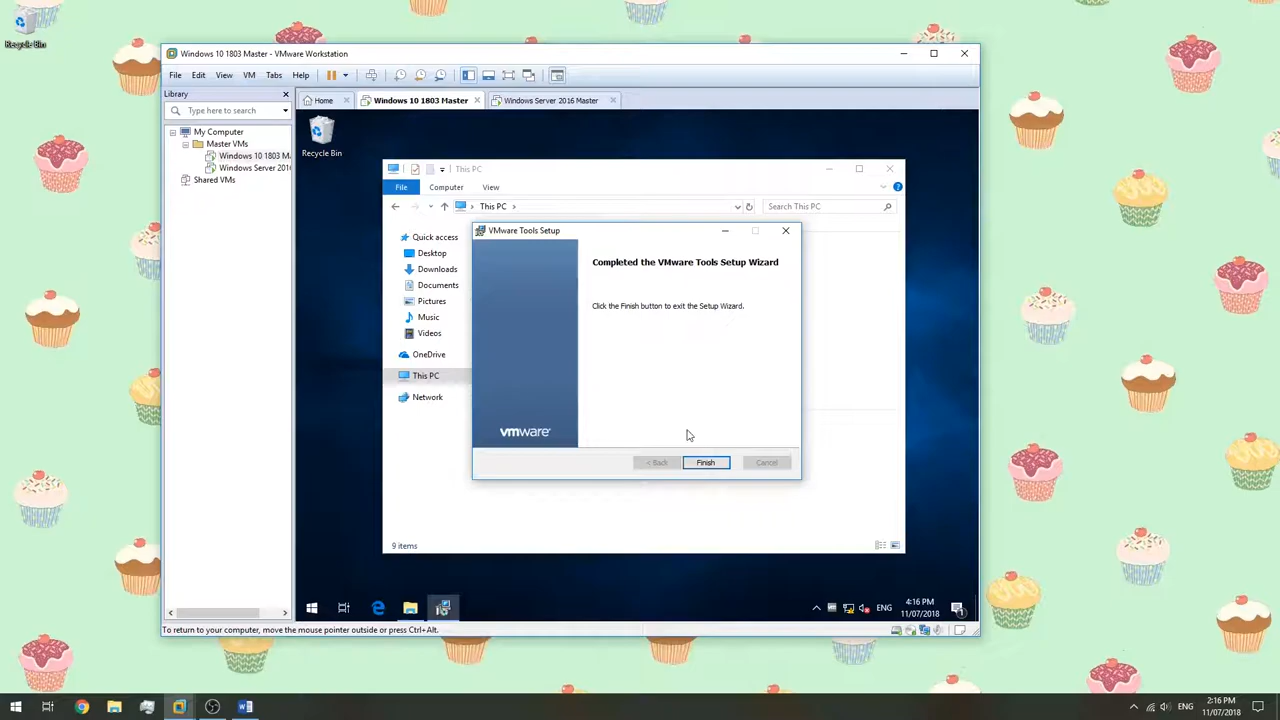 Recycle Bin
Windows 10 1803 Master - VMware Workstation
File Edit View VM Tabs Help
Library
Type here to search
My Computer
Master VMs
Windows 10 1803 M
Windows Server 201
Shared VMs
Home
Windows 10 1803 Master
Windows Server 2016 Master
Recycle Bin
This PC
File Computer View
This PC
Search This PC
Quick access
Desktop
Downloads
Documents
Pictures
Music
Videos
OneDrive
This PC
Network
9 items
VMware Tools Setup
Completed the VMware Tools Setup Wizard
Click the Finish button to exit the Setup Wizard.
vmware
< Back Finish Cancel
ENG
4:16 PM
11/07/2018
1
To return to your computer, move the mouse pointer outside or press Ctrl+Alt.
ENG
2:16 PM
11/07/2018